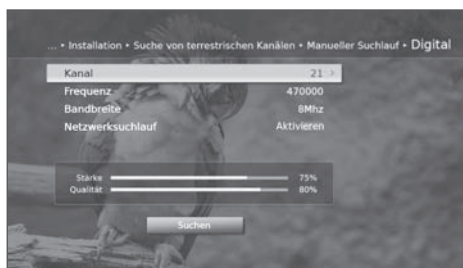 ... • Installation • Suche von terrestrischen Kanälen • Manueller Suchlauf • Digital
Kanal 21 >
Frequenz 470000
Bandbreite 8Mhz
Netzwerksuchlauf Aktivieren
Stärke 75%
Qualität 80%
Suchen